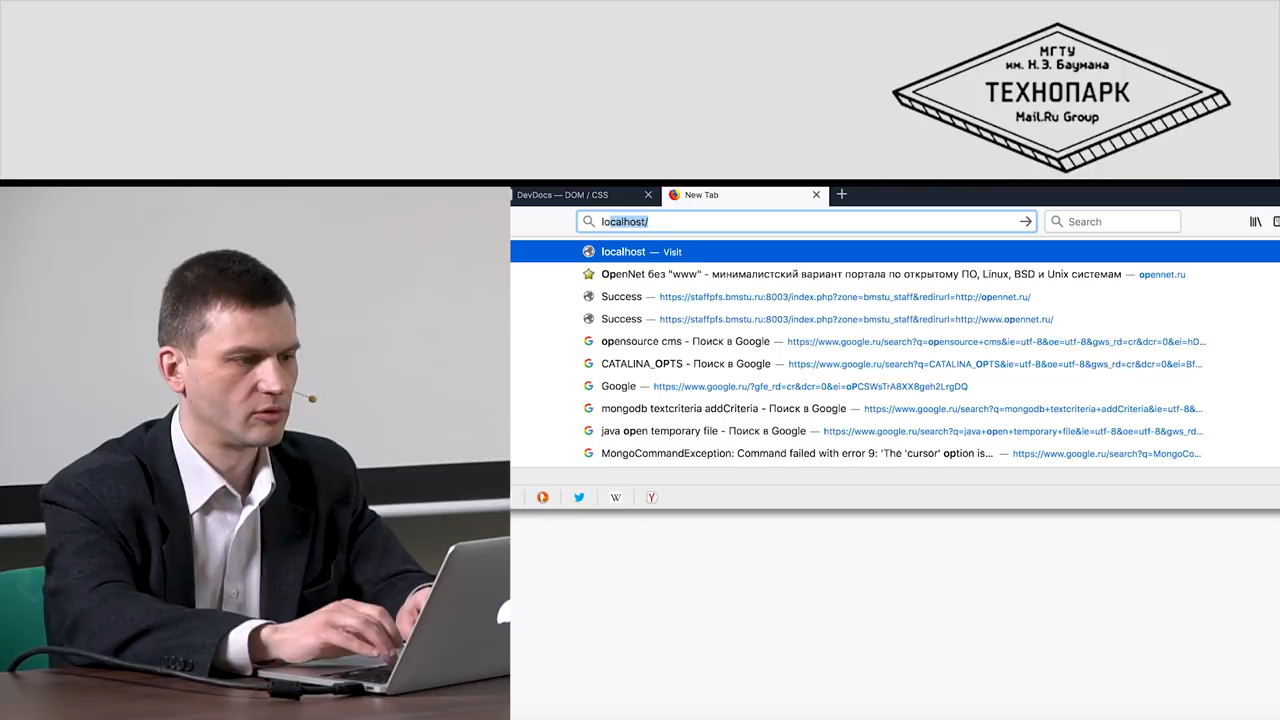 МГТУ
им. Н.Э. Баумана
ТЕХНОПАРК
Mail.Ru Group
DevDocs — DOM / CSS
New Tab
localhost/
Search
localhost — Visit
OpenNet без "www" - минималистский вариант портала по открытому ПО, Linux, BSD и Unix системам — opennet.ru
Success — https://staffpfs.bmstu.ru:8003/index.php?zone=bmstu_staff&redirurl=http://opennet.ru/
Success — https://staffpfs.bmstu.ru:8003/index.php?zone=bmstu_staff&redirurl=http://www.opennet.ru/
opensource cms - Поиск в Google — https://www.google.ru/search?q=opensource+cms&ie=utf-8&oe=utf-8&gws_rd=cr&dcr=0&ei=hD...
CATALINA_OPTS - Поиск в Google — https://www.google.ru/search?q=CATALINA_OPTS&ie=utf-8&oe=utf-8&gws_rd=cr&dcr=0&ei=Bf...
Google — https://www.google.ru/?gfe_rd=cr&dcr=0&ei=oPCSWsTrA8XX8geh2LrgDQ
mongodb textcriteria addCriteria - Поиск в Google — https://www.google.ru/search?q=mongodb+textcriteria+addCriteria&ie=utf-8&...
java open temporary file - Поиск в Google — https://www.google.ru/search?q=java+open+temporary+file&ie=utf-8&oe=utf-8&gws_rd...
MongoCommandException: Command failed with error 9: 'The 'cursor' option is... — https://www.google.ru/search?q=MongoCo...
W